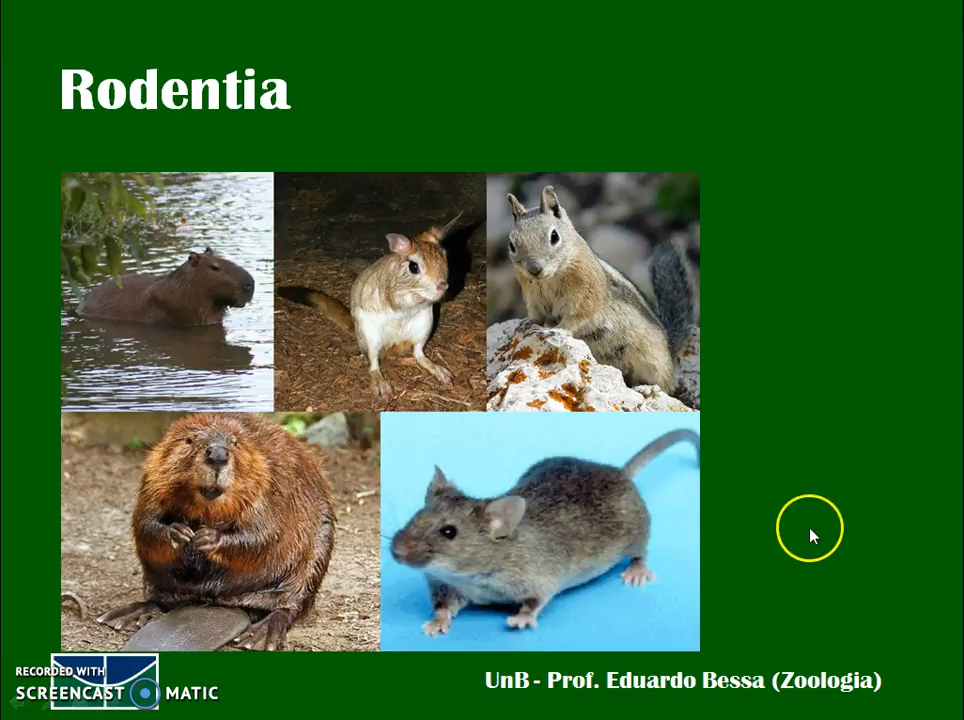 Rodentia
RECORDED WITH
SCREENCAST MATIC
UnB - Prof. Eduardo Bessa (Zoologia)